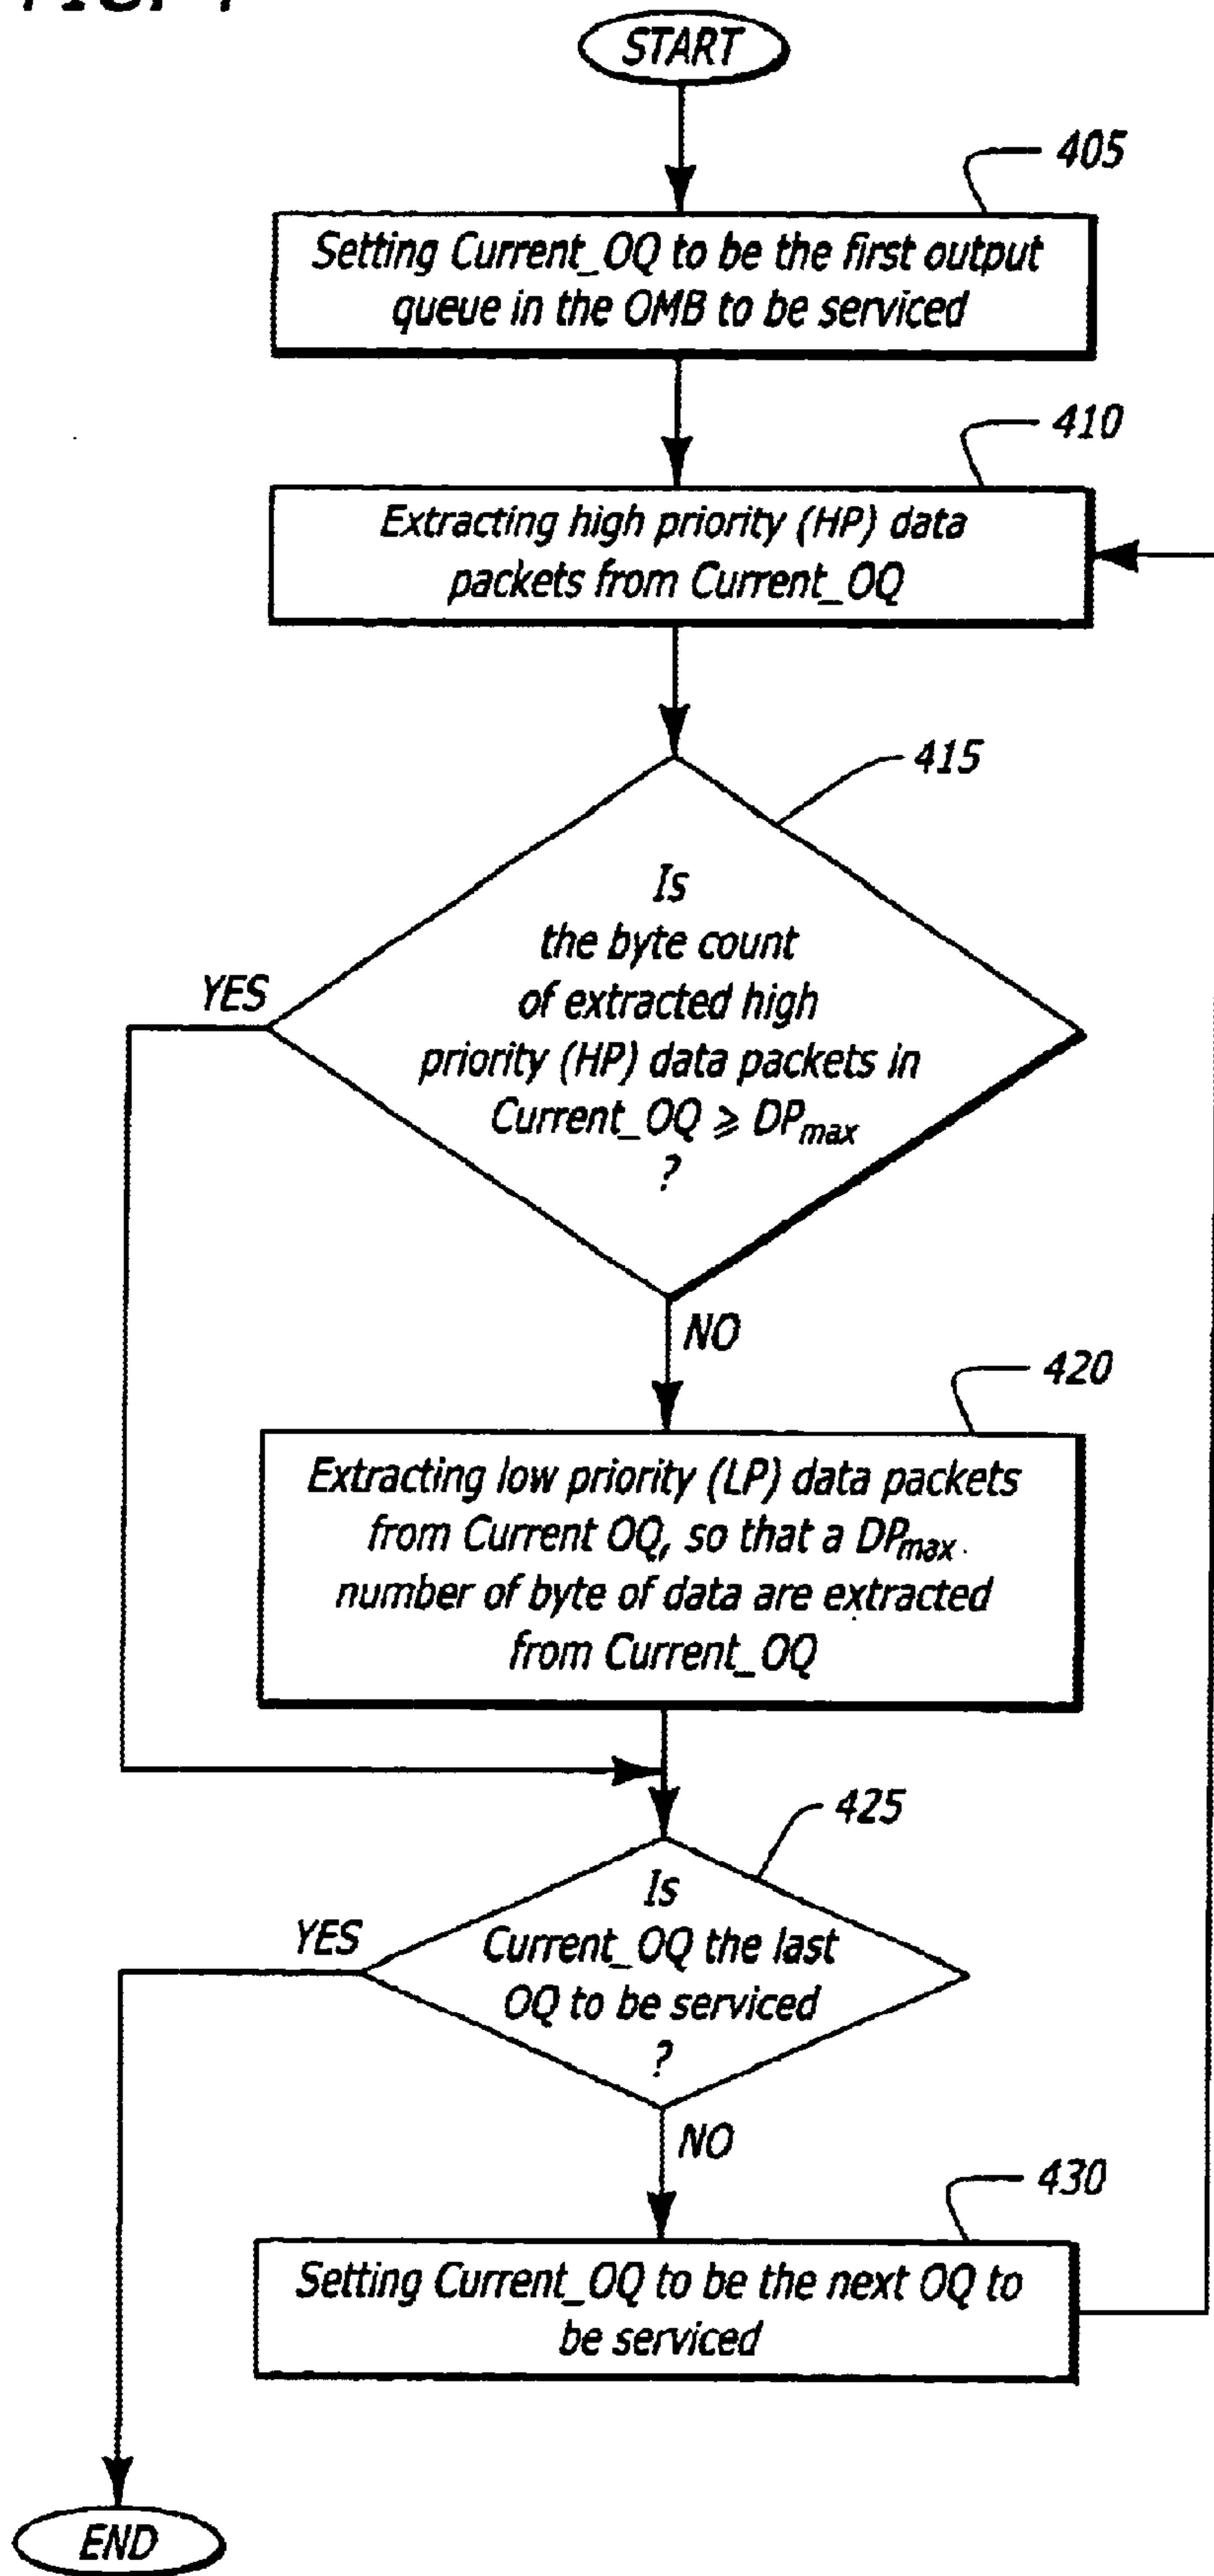 START
405
Setting Current_OQ to be the first output
queue in the OMB to be serviced
410
Extracting high priority (HP) data
packets from Current_OQ
415
Is
the byte count
of extracted high
priority (HP) data packets in
Current_OQ ⩾ DPmax
?
YES
NO
420
Extracting low priority (LP) data packets
from Current OQ, so that a DPmax
number of byte of data are extracted
from Current_OQ
425
Is
Current_OQ the last
OQ to be serviced
?
YES
NO
430
Setting Current_OQ to be the next OQ to
be serviced
END